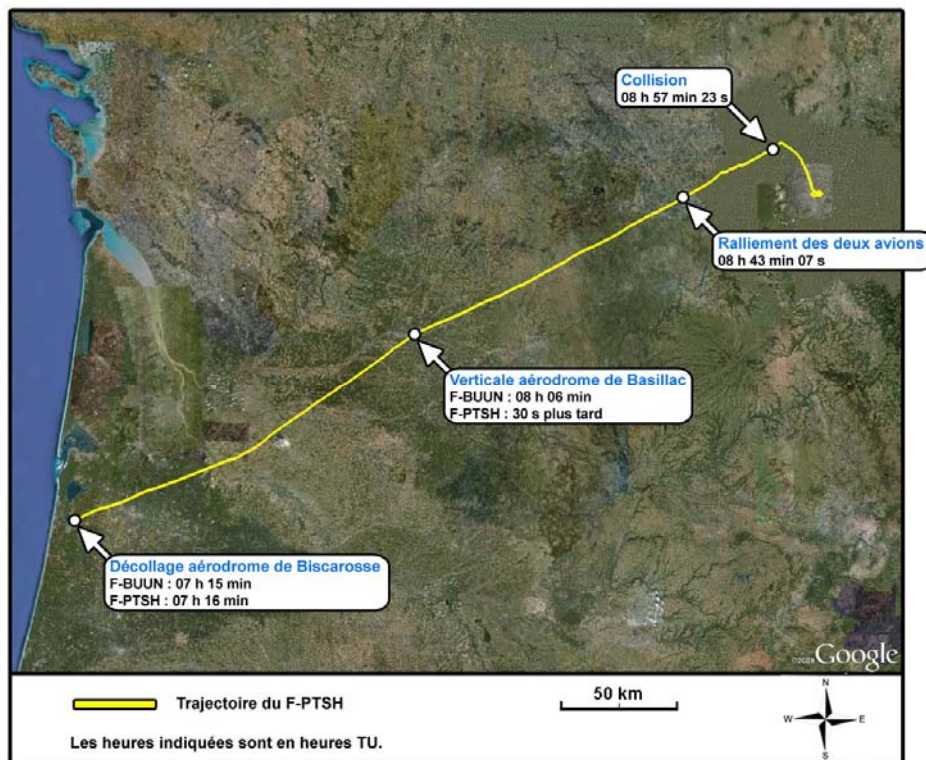 Collision
08 h 57 min 23 s
Ralliement des deux avions
08 h 43 min 07 s
Verticale aérodrome de Basillac
F-BUUN : 08 h 06 min
F-PTSH : 30 s plus tard
Décollage aérodrome de Biscarosse
F-BUUN : 07 h 15 min
F-PTSH : 07 h 16 min
©2008 Google
Trajectoire du F-PTSH
50 km
N
W E
S
Les heures indiquées sont en heures TU.